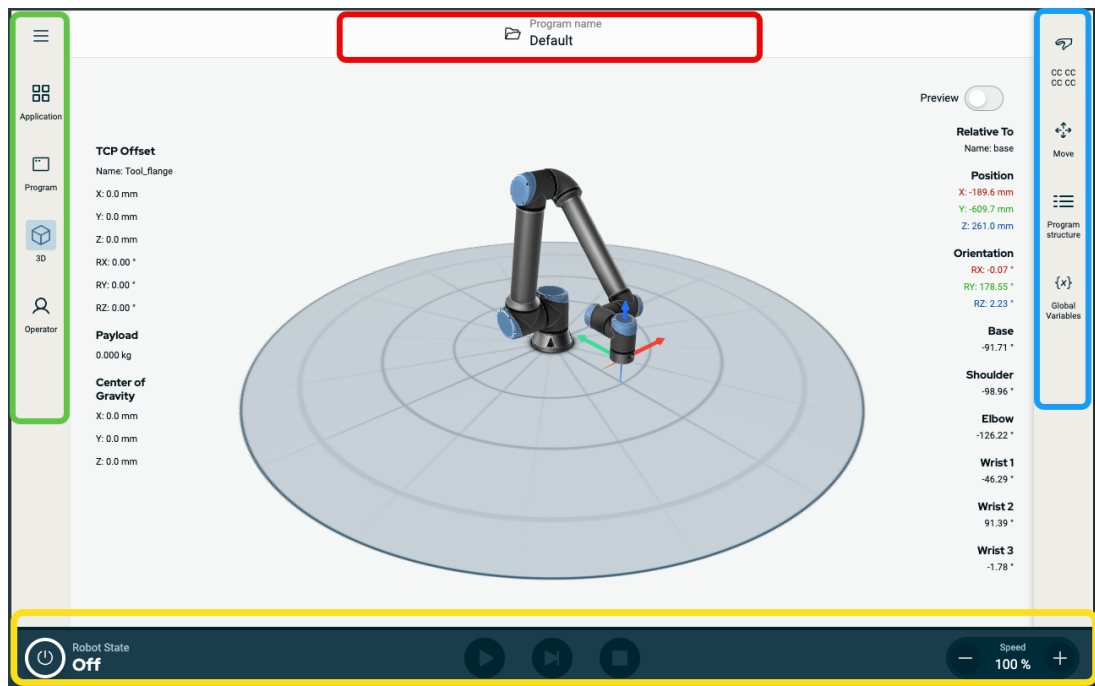 Program name
Default
Application
Program
3D
Operator
TCP Offset
Name: Tool_flange
X: 0.0 mm
Y: 0.0 mm
Z: 0.0 mm
RX: 0.00 °
RY: 0.00 °
RZ: 0.00 °
Payload
0.000 kg
Center of
Gravity
X: 0.0 mm
Y: 0.0 mm
Z: 0.0 mm
Preview
Relative To
Name: base
Position
X: -189.6 mm
Y: -609.7 mm
Z: 261.0 mm
Orientation
RX: -0.07 °
RY: 178.55 °
RZ: 2.23 °
Base
-91.71 °
Shoulder
-98.96 °
Elbow
-126.22 °
Wrist 1
-46.29 °
Wrist 2
91.39 °
Wrist 3
-1.78 °
CC CC
CC CC
Move
Program
structure
{x}
Global
Variables
Robot State
Off
Speed
100 %